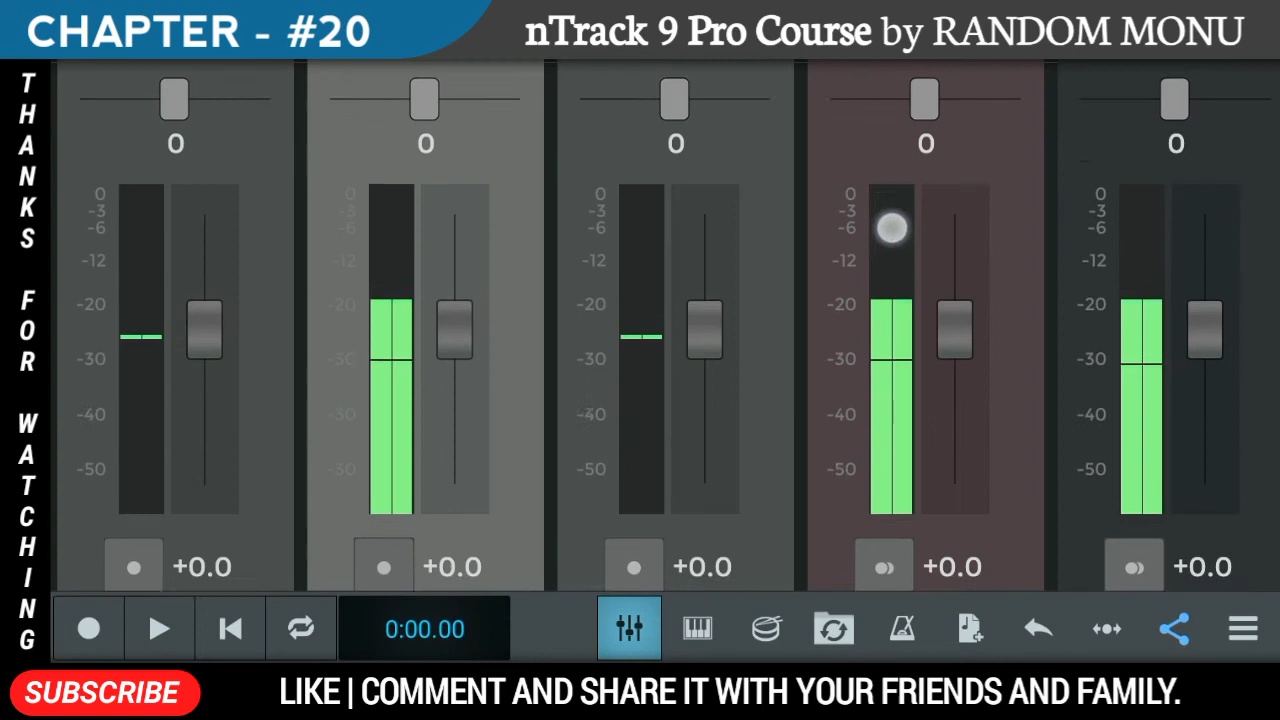 CHAPTER - #20
nTrack 9 Pro Course by RANDOM MONU
THANKS FOR WATCHING
0 0 0 0 0
0 0 0 0 0
-3 -3 -3 -3 -3
-6 -6 -6 -6 -6
-12 -12 -12 -12 -12
-20 -20 -20 -20 -20
-30 -30 -30 -30 -30
-40 -40 -40 -40 -40
-50 -50 -50 -50 -50
+0.0 +0.0 +0.0 +0.0 +0.0
0:00.00
SUBSCRIBE
LIKE | COMMENT AND SHARE IT WITH YOUR FRIENDS AND FAMILY.